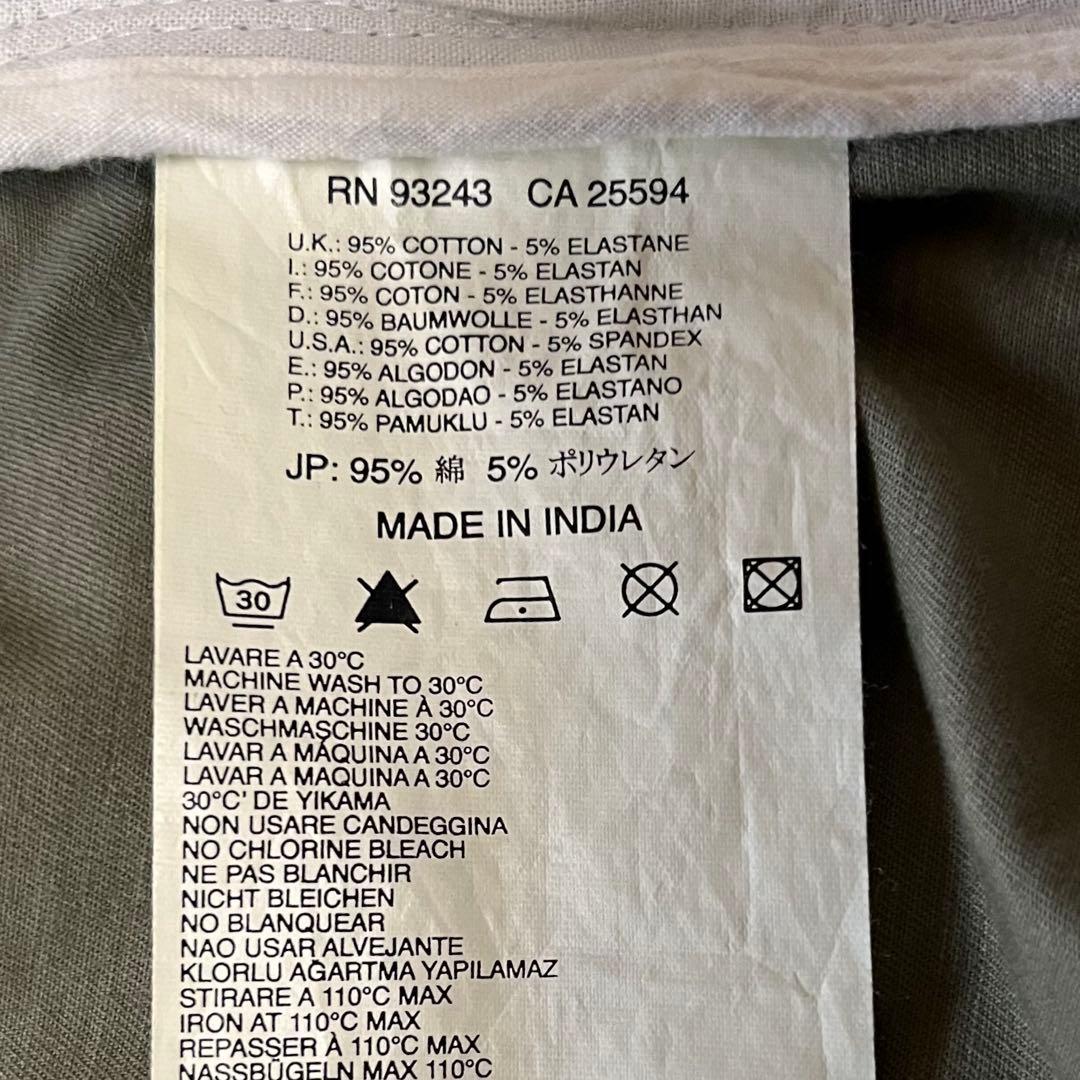 RN 93243 CA 25594
U.K.: 95% COTTON - 5% ELASTANE
I.: 95% COTONE - 5% ELASTAN
F.: 95% COTON - 5% ELASTHANNE
D.: 95% BAUMWOLLE - 5% ELASTHAN
U.S.A.: 95% COTTON - 5% SPANDEX
E.: 95% ALGODON - 5% ELASTAN
P.: 95% ALGODAO - 5% ELASTANO
T.: 95% PAMUKLU - 5% ELASTAN
JP: 95% 綿 5% ポリウレタン
MADE IN INDIA
30
LAVARE A 30°C
MACHINE WASH TO 30°C
LAVER A MACHINE À 30°C
WASCHMASCHINE 30°C
LAVAR A MÁQUINA A 30°C
LAVAR A MAQUINA A 30°C
30°C' DE YIKAMA
NON USARE CANDEGGINA
NO CHLORINE BLEACH
NE PAS BLANCHIR
NICHT BLEICHEN
NO BLANQUEAR
NAO USAR ALVEJANTE
KLORLU AĞARTMA YAPILAMAZ
STIRARE A 110°C MAX
IRON AT 110°C MAX
REPASSER À 110°C MAX
NASSBÜGELN MAX 110°C